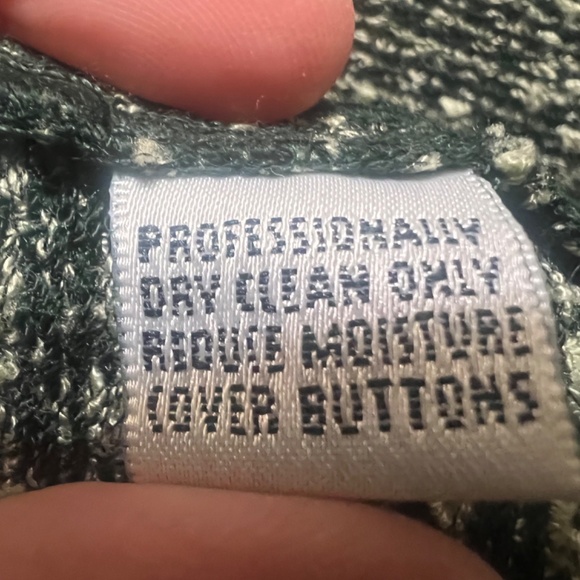 PROFESSIONALLY
DRY CLEAN ONLY
REDUCE MOISTURE
COVER BUTTONS